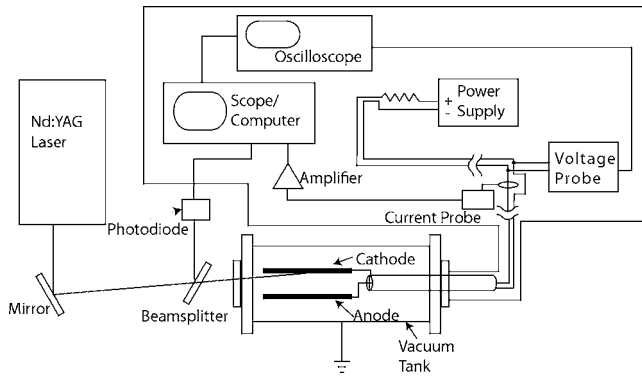 Oscilloscope
Nd:YAG
Laser
Scope/
Computer
Power
Supply
+
-
Voltage
Probe
Amplifier
Current Probe
Photodiode
Cathode
Mirror
Beamsplitter
Anode
Vacuum
Tank